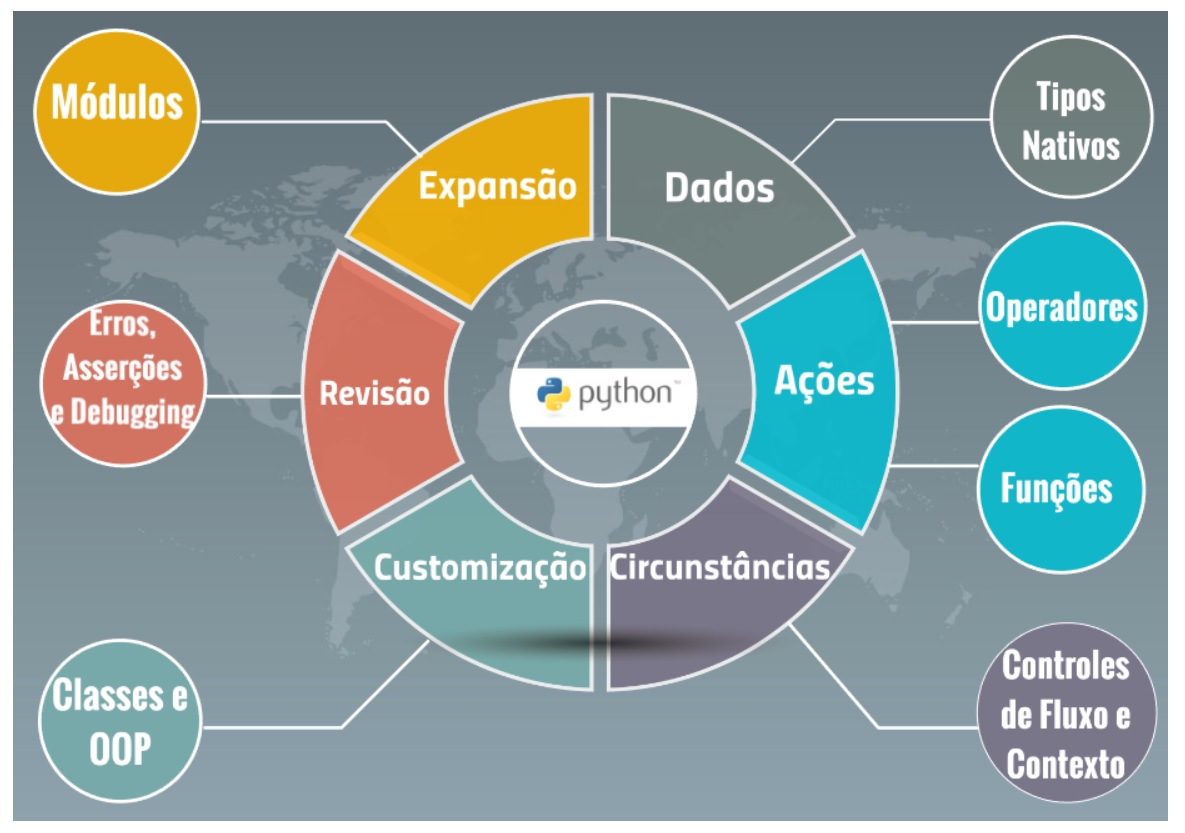 Módulos
Expansão
Dados
Tipos
Nativos
Operadores
Erros,
Asserções
e Debugging
Revisão
python™
Ações
Funções
Customização
Circunstâncias
Classes e
OOP
Controles
de Fluxo e
Contexto